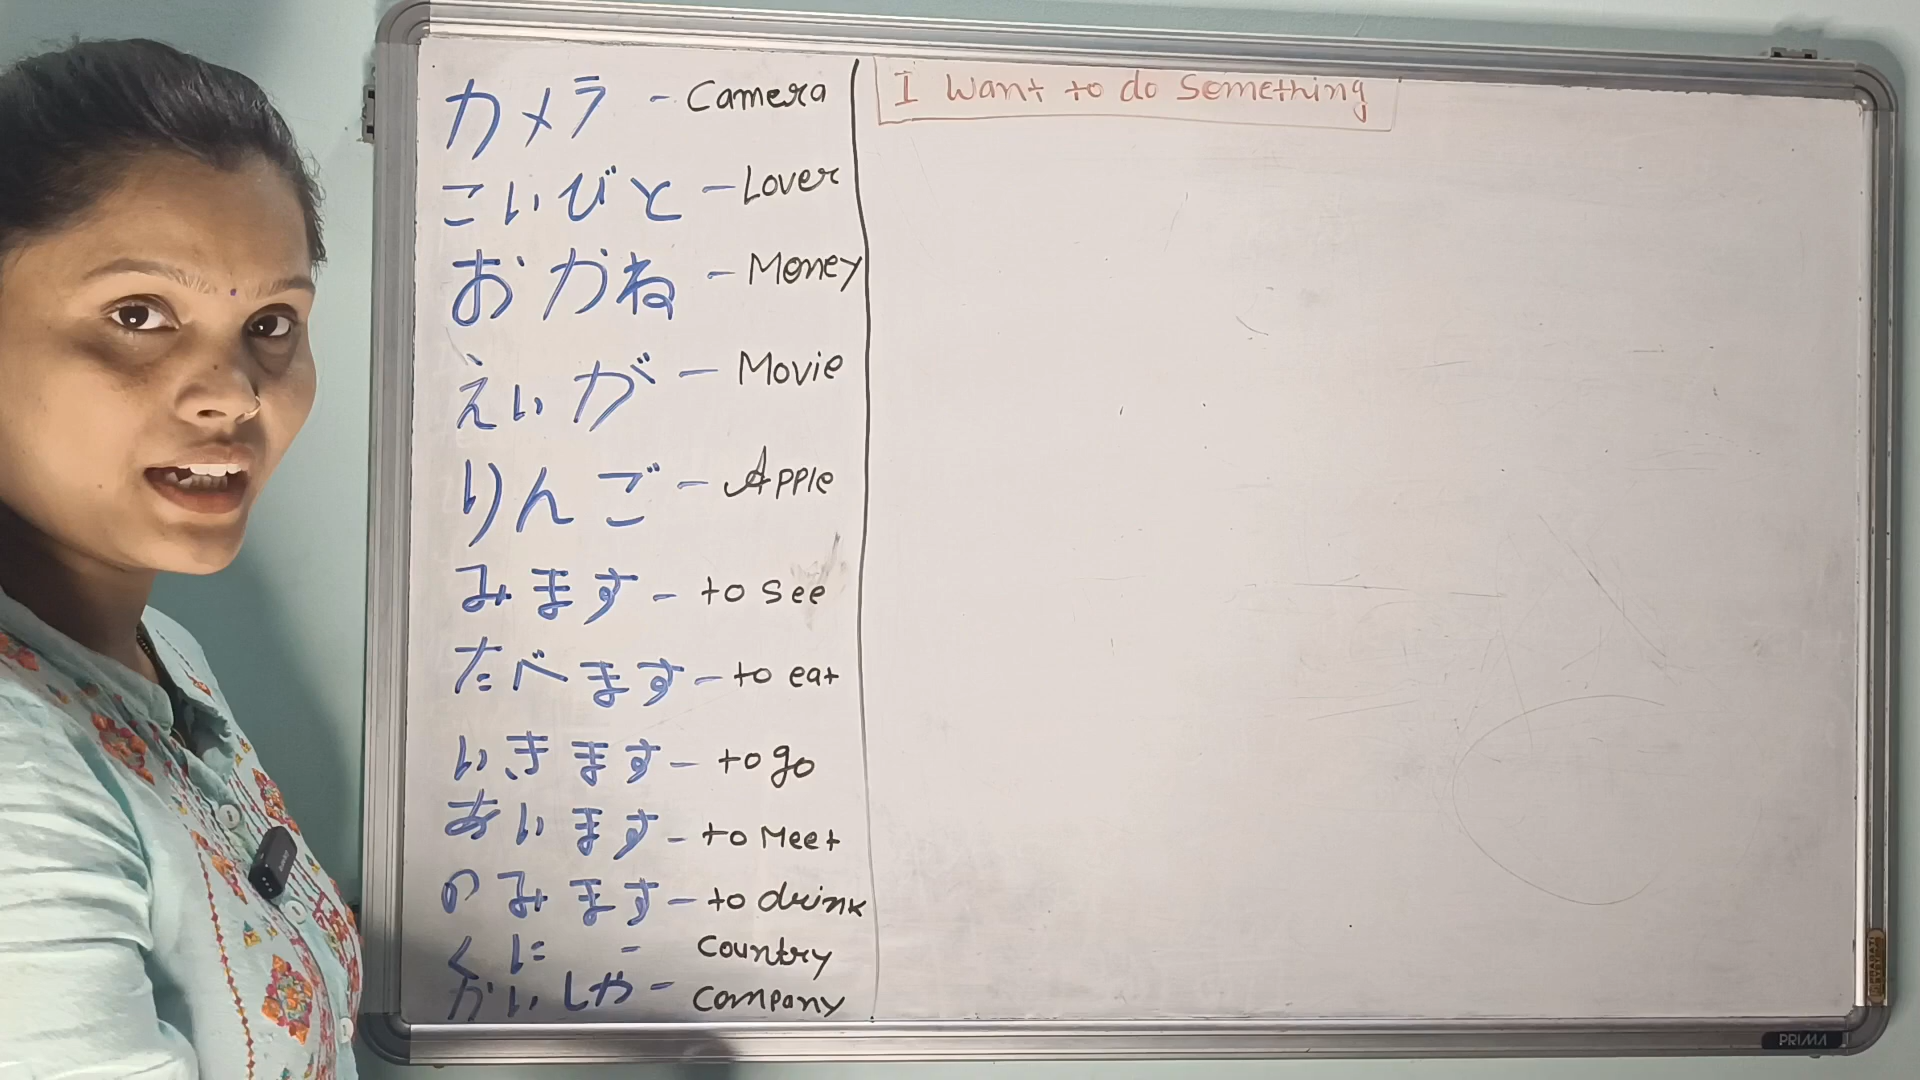 カメラ - Camera
こいびと - Lover
おかね - Money
えいが - Movie
りんご - Apple
みます - to see
たべます - to eat
いきます - to go
あいます - to Meet
のみます - to drink
くに - Country
かいしや - Company
I Want to do Something
PRIMA